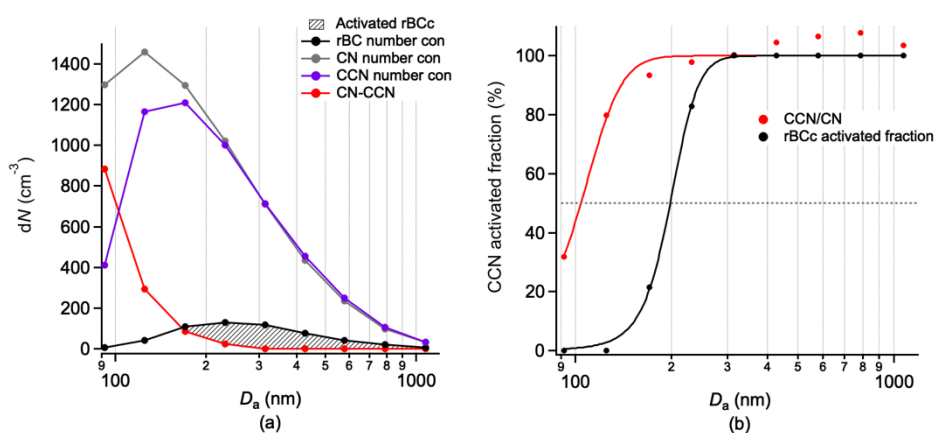 Activated rBCc
rBC number con
CN number con
CCN number con
CN-CCN
1400
1200
1000
800
600
400
200
0
dN (cm-3)
9
100
2
3
4
5
6
7
8
9
1000
Da (nm)
(a)
100
80
60
40
20
0
CCN activated fraction (%)
CCN/CN
rBCc activated fraction
9
100
2
3
4
5
6
7
8
9
1000
Da (nm)
(b)